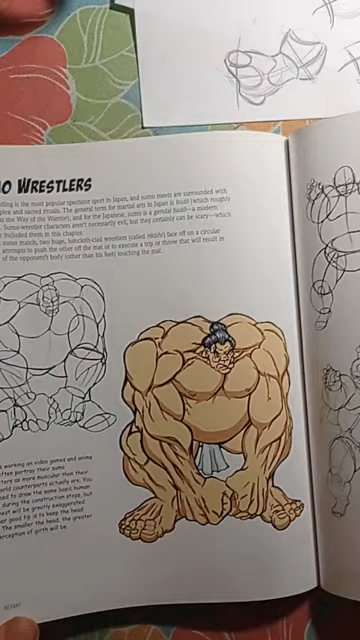 O WRESTLERS
ling is the most popular spectator sport in Japan, and sumo meets are surrounded with
plex and sacred rituals. The general term for martial arts in Japan is budō (which roughly
as the Way of the Warrior), and for the Japanese, sumo is a gendai budō—a modern
. Sumo-wrestler characters aren't necessarily evil, but they certainly can be scary—which
included them in this chapter.
sumo match, two huge, loincloth-clad wrestlers (called rikishi) face off on a circular
attempts to push the other off the mat or to execute a trip or throw that will result in
of the opponent's body (other than his feet) touching the mat.
working on video games and anime
often portray their sumo
ters as more muscular than their
world counterparts actually are. You
need to draw the same basic human
during the construction steps, but
hest will be greatly exaggerated
her good tip is to keep the head
The smaller the head, the greater
perception of girth will be.